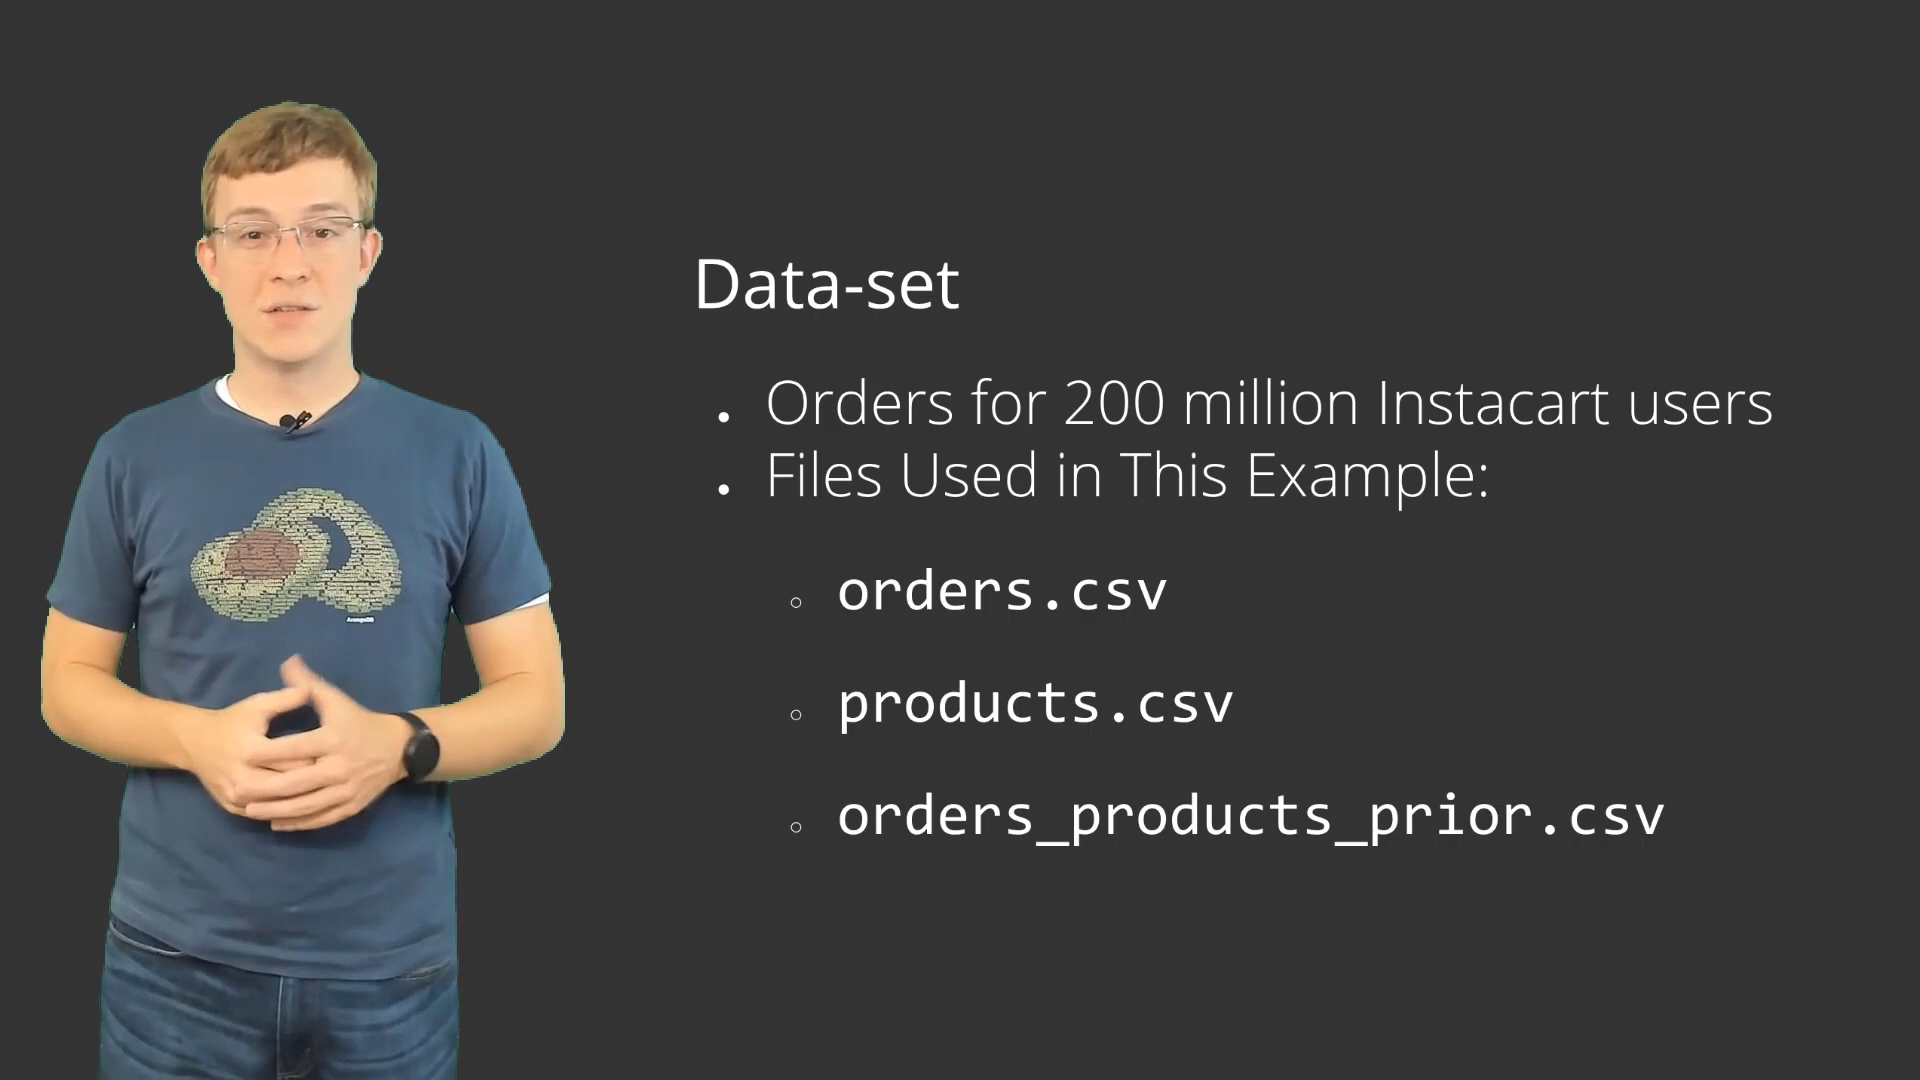 Data-set
• Orders for 200 million Instacart users
• Files Used in This Example:
○ orders.csv
○ products.csv
○ orders_products_prior.csv
ArangoDB